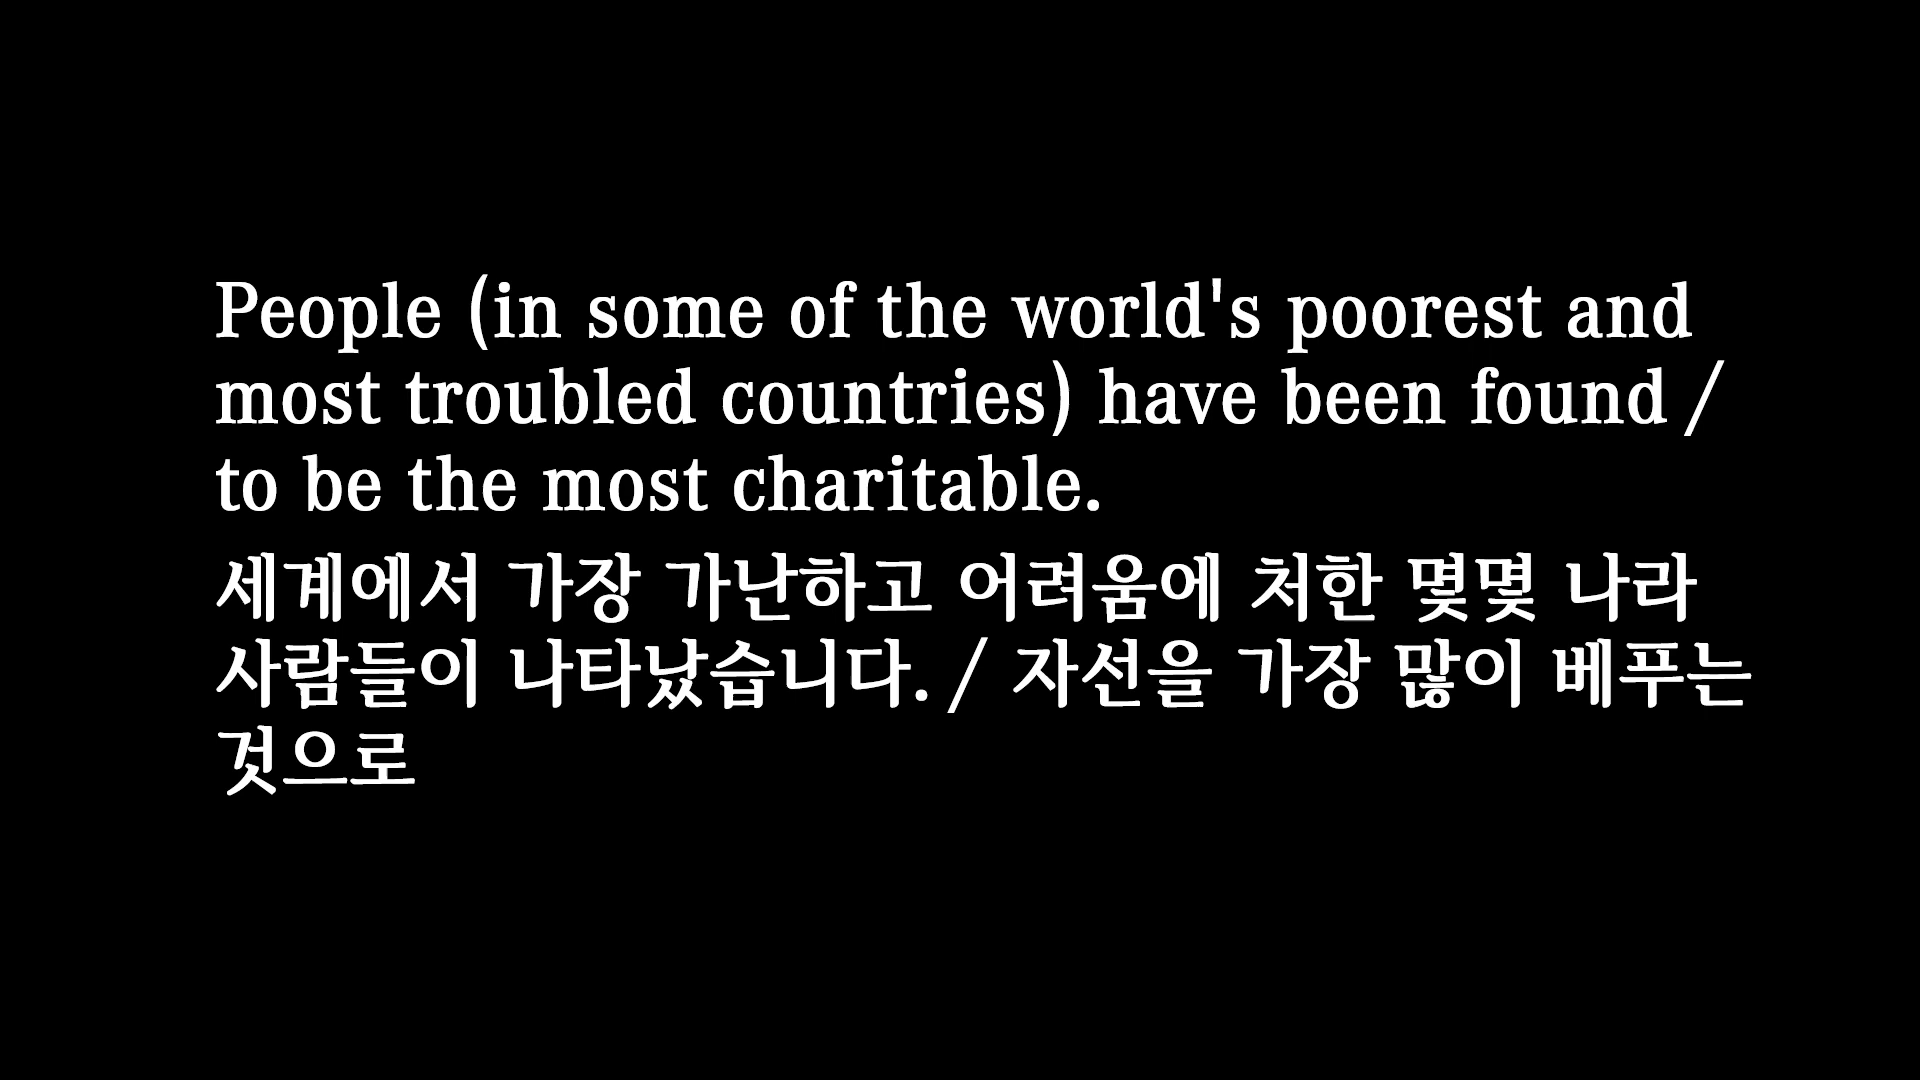 People (in some of the world's poorest and
most troubled countries) have been found /
to be the most charitable.
세계에서 가장 가난하고 어려움에 처한 몇몇 나라
사람들이 나타났습니다. / 자선을 가장 많이 베푸는
것으로